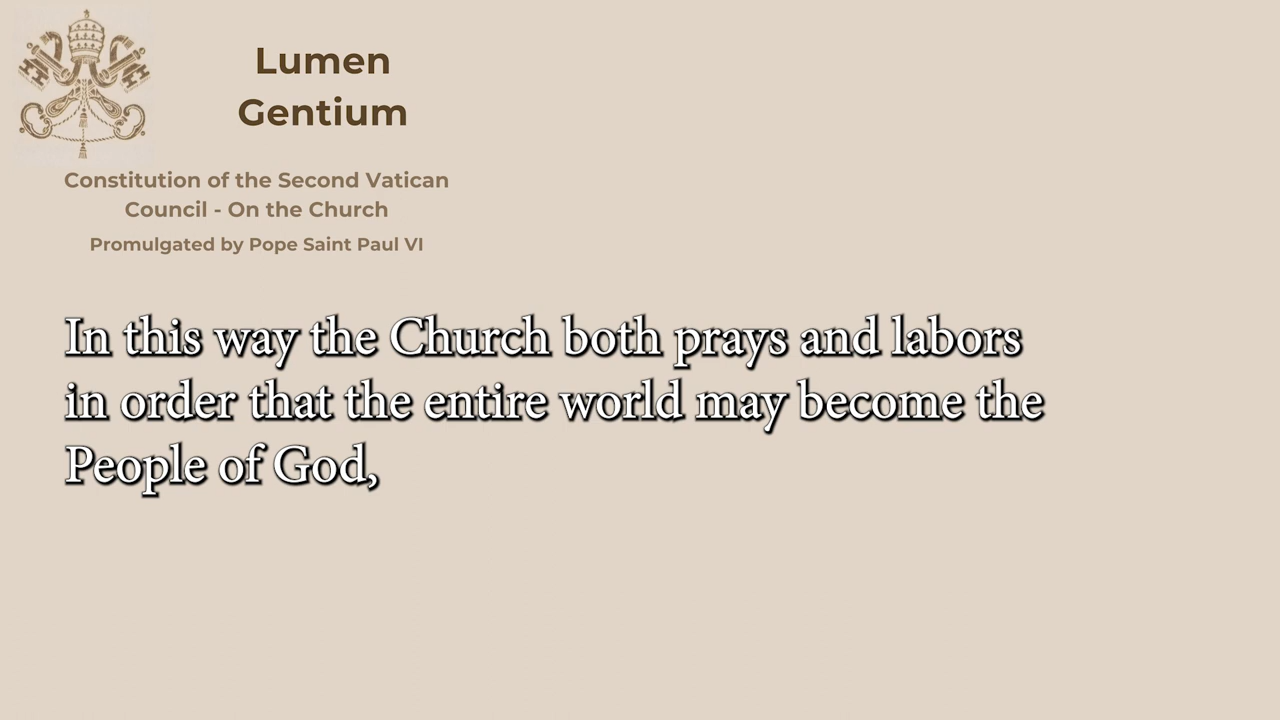 Lumen
Gentium
Constitution of the Second Vatican
Council - On the Church
Promulgated by Pope Saint Paul VI
In this way the Church both prays and labors
in order that the entire world may become the
People of God,